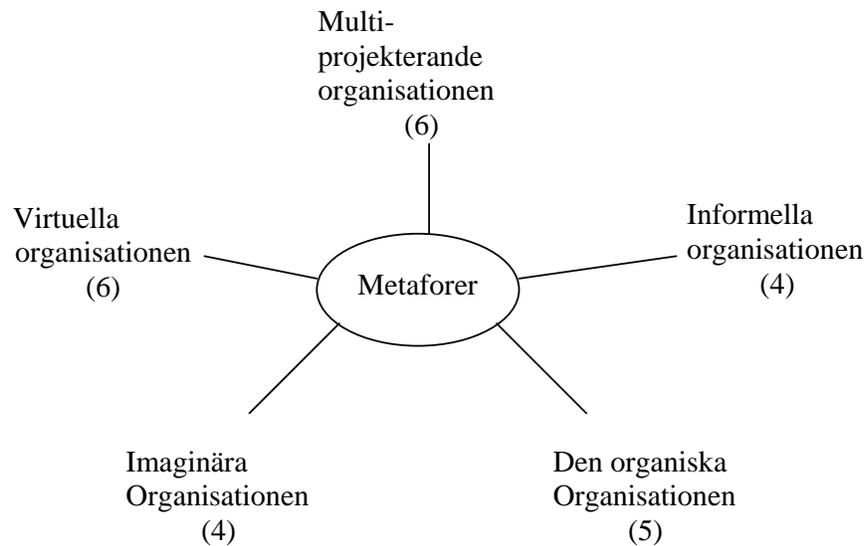 Multi-
projekterande
organisationen
(6)
Virtuella
organisationen
(6)
Informella
organisationen
(4)
Metaforer
Imaginära
Organisationen
(4)
Den organiska
Organisationen
(5)